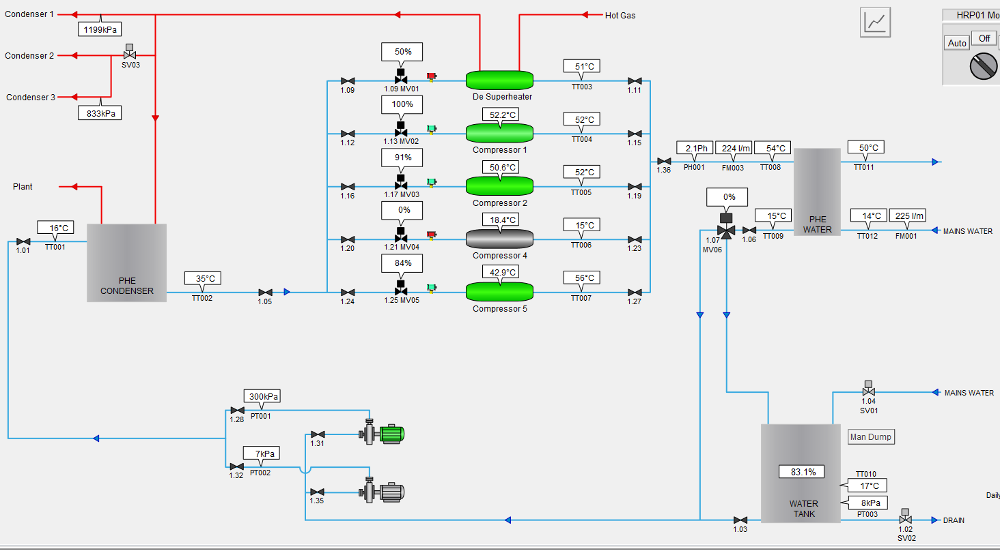 Condenser 1
1199kPa
Hot Gas
HRP01 Mo
Auto
Off
Condenser 2
SV03
Condenser 3
833kPa
50%
1.09
1.09 MV01
De Superheater
51°C
TT003
1.11
100%
1.12
1.13 MV02
52.2°C
Compressor 1
52°C
TT004
1.15
91%
1.16
1.17 MV03
50.6°C
Compressor 2
52°C
TT005
1.19
0%
1.20
1.21 MV04
18.4°C
Compressor 4
15°C
TT006
1.23
84%
1.24
1.25 MV05
42.9°C
Compressor 5
56°C
TT007
1.27
1.36
2.1Ph
PH001
224 l/m
FM003
54°C
TT008
50°C
TT011
PHE
WATER
0%
1.07
MV06
1.06
15°C
TT009
14°C
TT012
225 l/m
FM001
MAINS WATER
Plant
16°C
TT001
1.01
PHE
CONDENSER
35°C
TT002
1.05
300kPa
PT001
1.28
1.31
7kPa
PT002
1.32
1.35
MAINS WATER
1.04
SV01
Man Dump
83.1%
WATER
TANK
TT010
17°C
8kPa
PT003
1.03
1.02
SV02
DRAIN
Daily